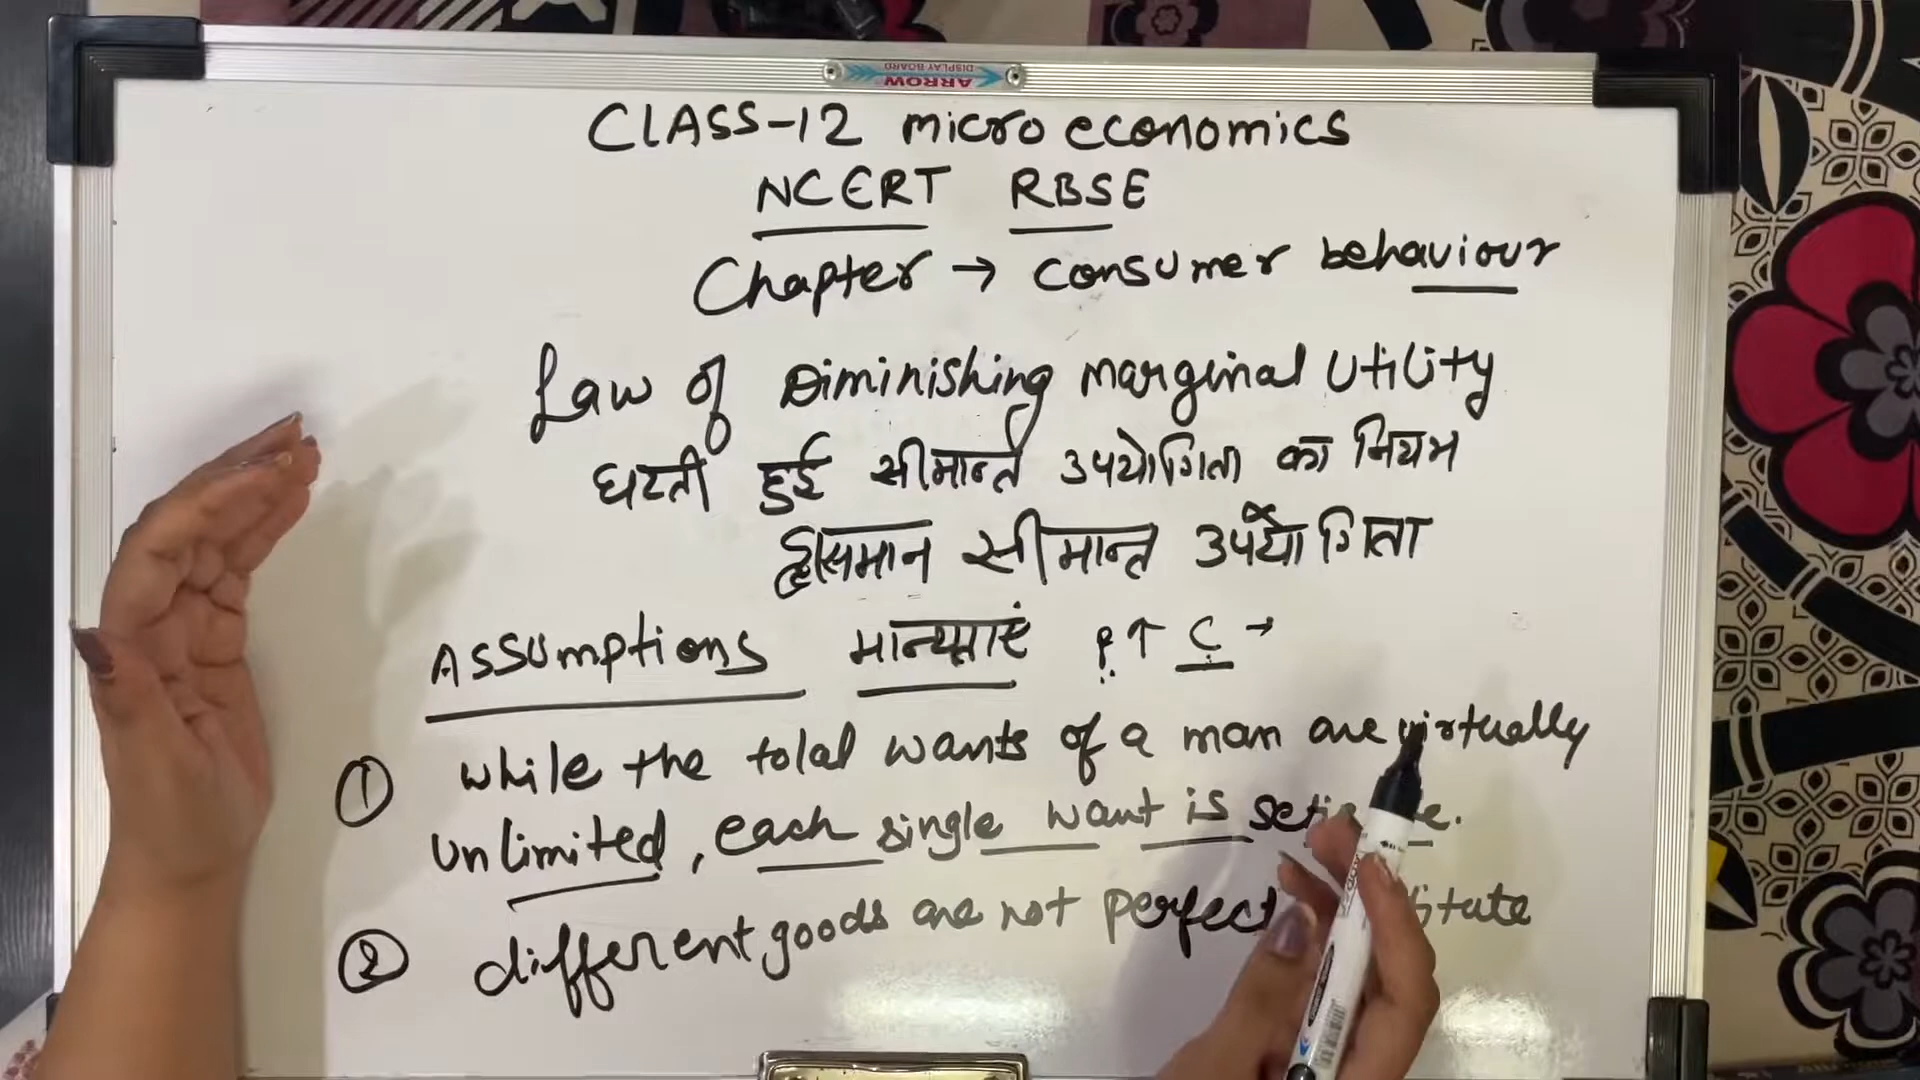 ARROW
DISPLAY BOARD
CLASS-12 micro economics
NCERT RBSE
Chapter → consumer behaviour
Law of Diminishing marginal Utility
घटती हुई सीमान्त उपयोगिता का नियम
ह्रासमान सीमान्त उपयोगिता
Assumptions मान्यताएं P↑ C →
① while the total wants of a man are virtually
unlimited, each single want is
② different goods are not perfect